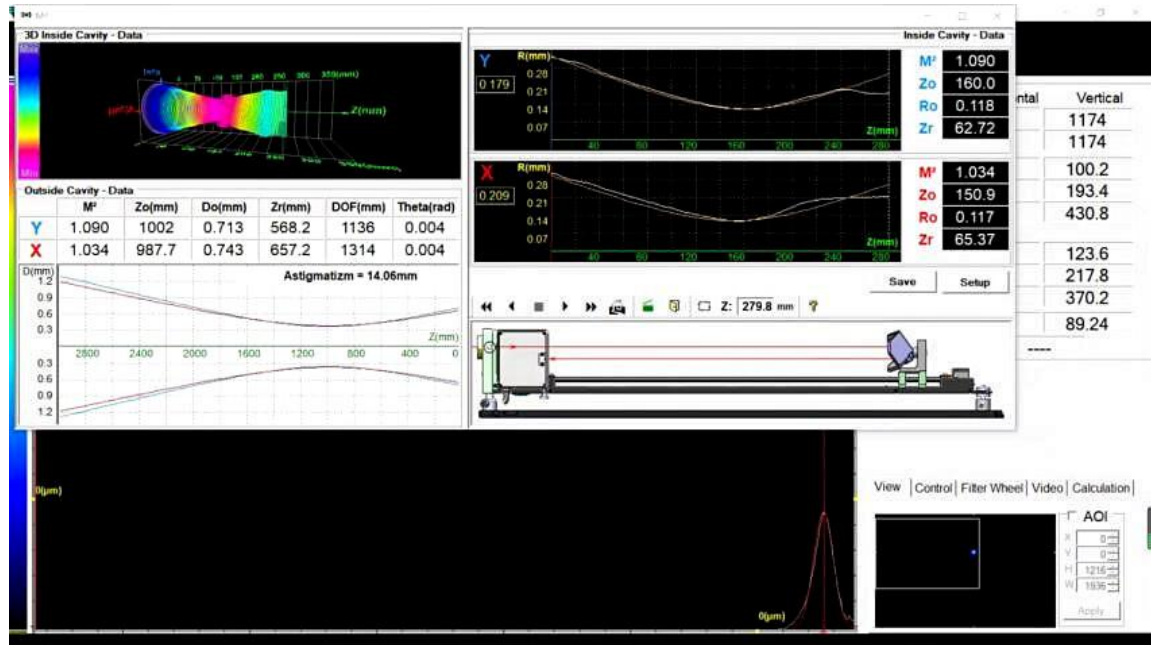 M²
3D Inside Cavity - Data
Max
Min
Z(mm)
Inside Cavity - Data
Y
R(mm)
0.179
0.28
0.21
0.14
0.07
Z(mm)
40 80 120 160 200 240 280
M² 1.090
Zo 160.0
Ro 0.118
Zr 62.72
X
R(mm)
0.209
0.28
0.21
0.14
0.07
Z(mm)
40 80 120 160 200 240 280
M² 1.034
Zo 150.9
Ro 0.117
Zr 65.37
Outside Cavity - Data
M² Zo(mm) Do(mm) Zr(mm) DOF(mm) Theta(rad)
Y 1.090 1002 0.713 568.2 1136 0.004
X 1.034 987.7 0.743 657.2 1314 0.004
D(mm)
Astigmatizm = 14.06mm
1.2
0.9
0.6
0.3
Z(mm)
2800 2400 2000 1600 1200 800 400 0
0.3
0.6
0.9
1.2
Save Setup
Z: 279.8 mm ?
ntal Vertical
1174
1174
100.2
193.4
430.8
123.6
217.8
370.2
89.24
----
0(µm)
0(µm)
View Control Filter Wheel Video Calculation
AOI
X 0
V 0
H 1216
W 1936
Apply